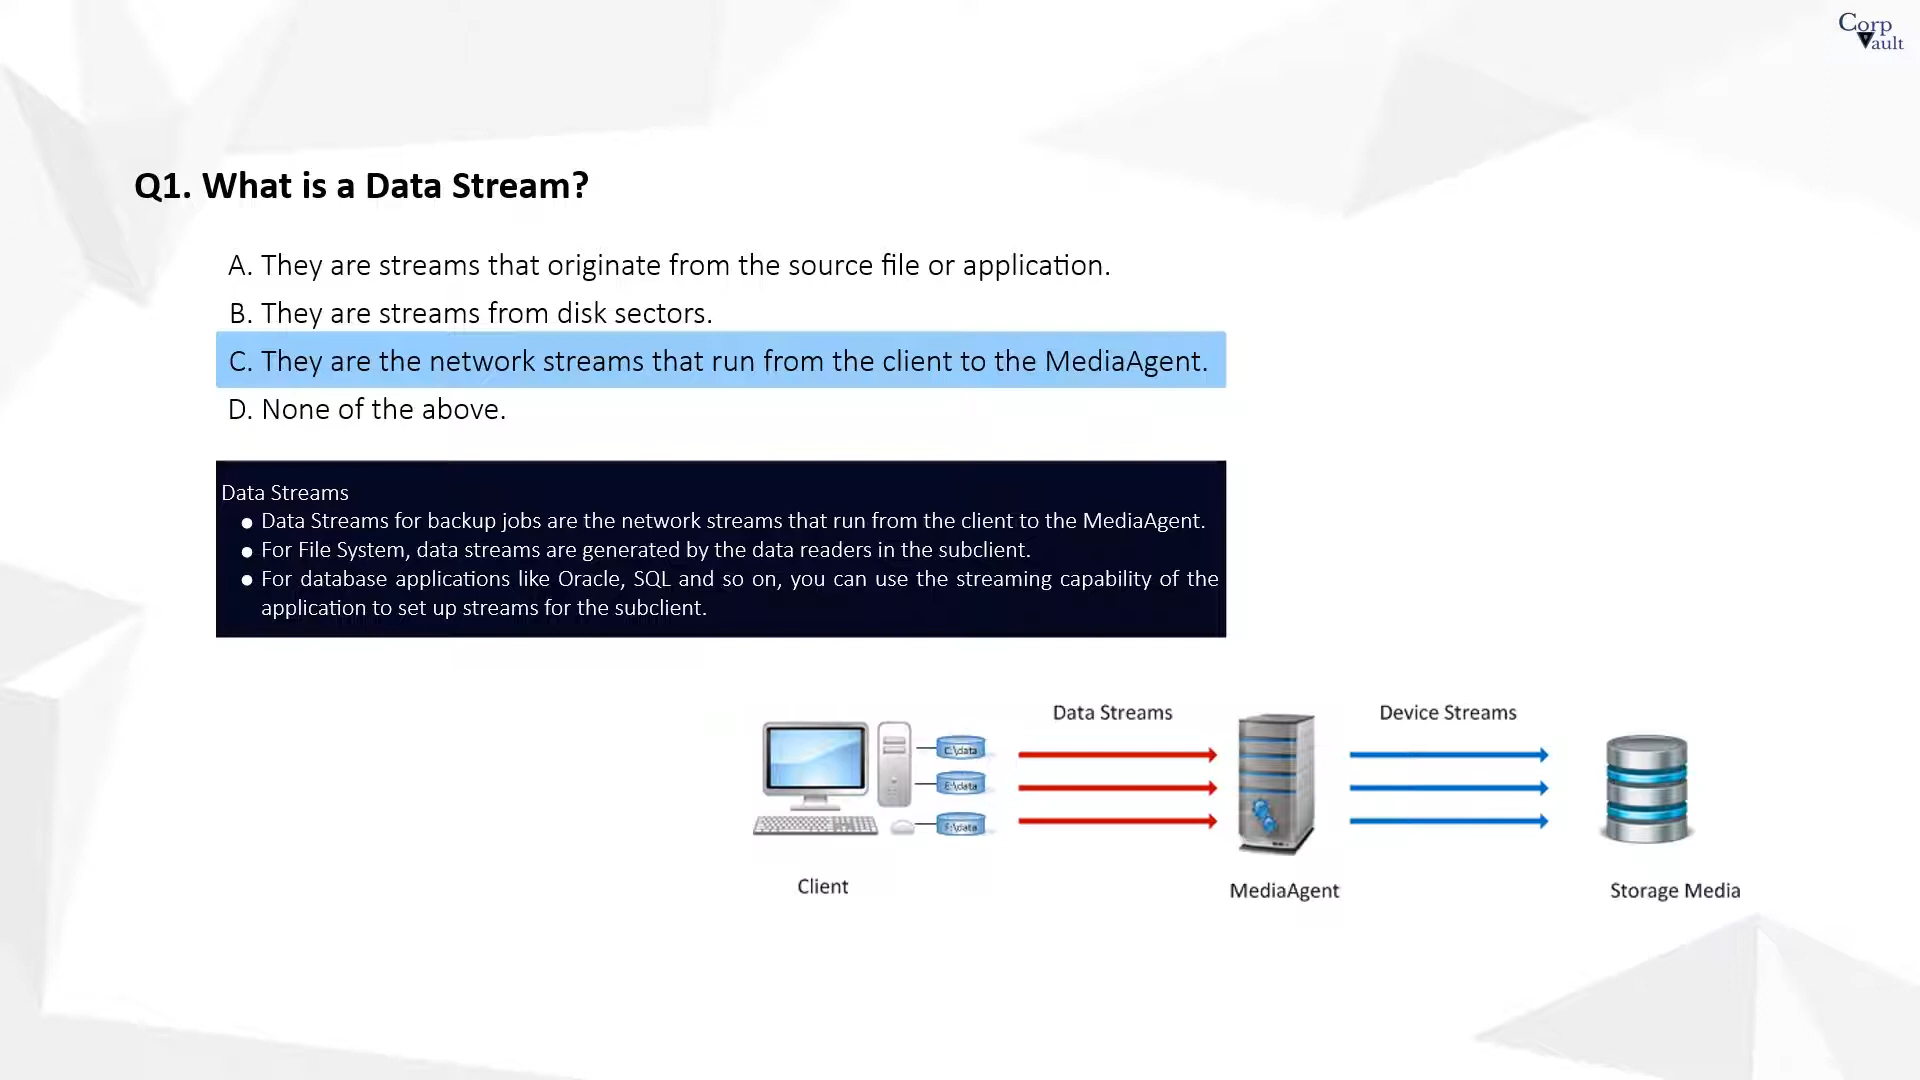 Corp
Vault
Q1. What is a Data Stream?
A. They are streams that originate from the source file or application.
B. They are streams from disk sectors.
C. They are the network streams that run from the client to the MediaAgent.
D. None of the above.
Data Streams
● Data Streams for backup jobs are the network streams that run from the client to the MediaAgent.
● For File System, data streams are generated by the data readers in the subclient.
● For database applications like Oracle, SQL and so on, you can use the streaming capability of the
application to set up streams for the subclient.
Data Streams
Device Streams
C:\data
E:\data
F:\data
Client
MediaAgent
Storage Media